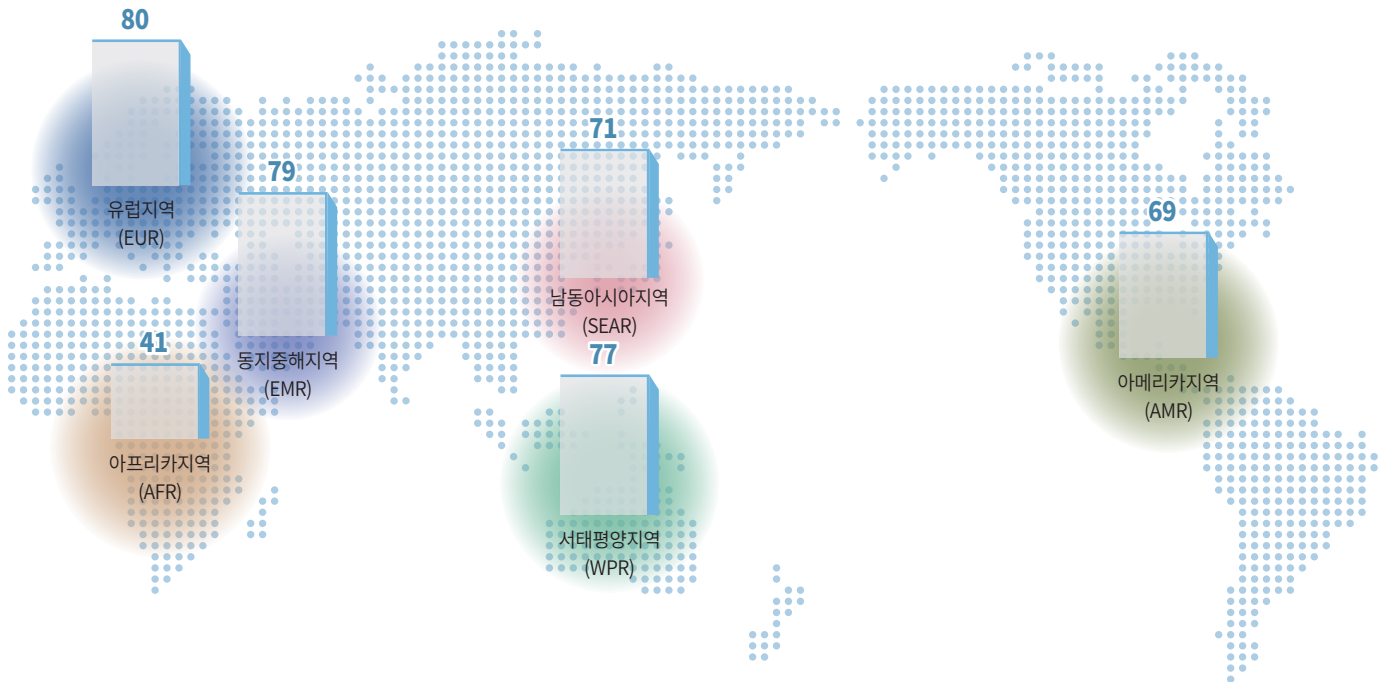 80
유럽지역
(EUR)
79
동지중해지역
(EMR)
41
아프리카지역
(AFR)
71
남동아시아지역
(SEAR)
77
서태평양지역
(WPR)
69
아메리카지역
(AMR)